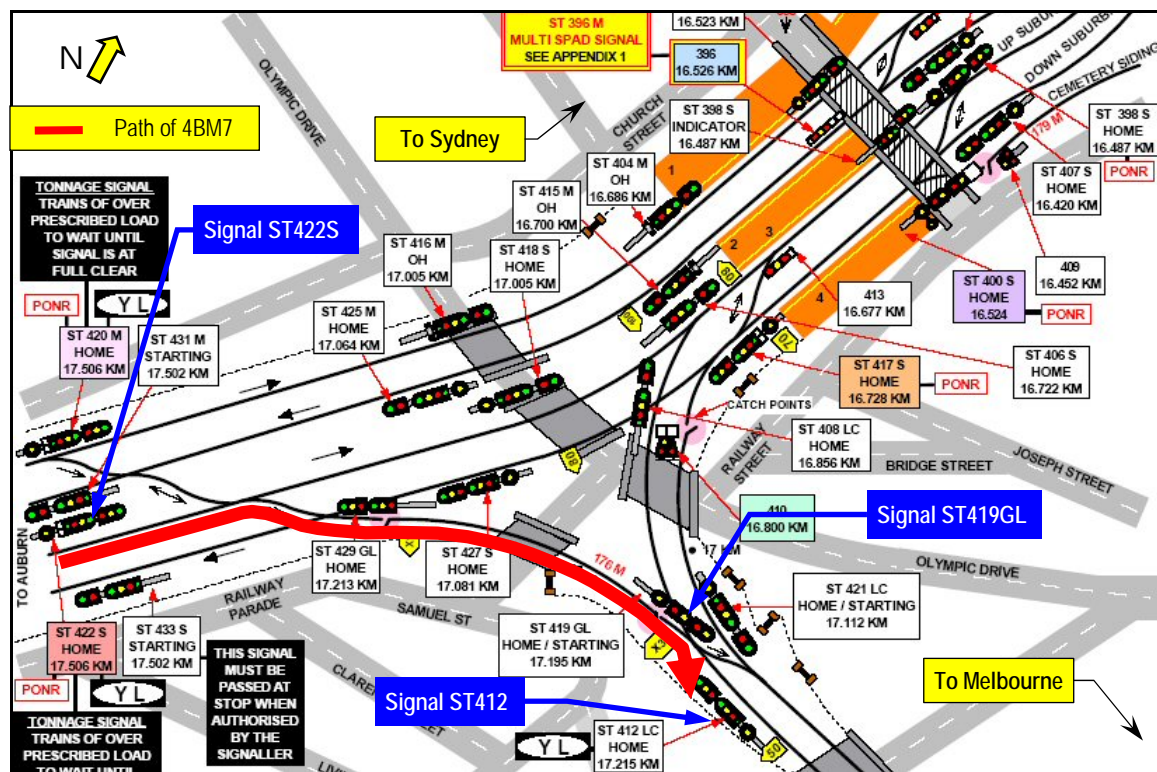 N
Path of 4BM7
To Sydney
ST 396 M
MULTI SPAD SIGNAL
SEE APPENDIX 1
16.523 KM
396
16.526 KM
ST 398 S
INDICATOR
16.487 KM
OLYMPIC DRIVE
CHURCH
STREET
UP SUBURB
DOWN SUBURB
CEMETERY SIDING
179 M
ST 398 S
HOME
16.487 KM
PONR
ST 407 S
HOME
16.420 KM
409
16.452 KM
ST 400 S
HOME
16.524
PONR
ST 404 M
OH
16.686 KM
ST 415 M
OH
16.700 KM
1
2
3
4
80
100
70
413
16.677 KM
ST 406 S
HOME
16.722 KM
ST 417 S
HOME
16.728 KM
PONR
TONNAGE SIGNAL
TRAINS OF OVER
PRESCRIBED LOAD
TO WAIT UNTIL
SIGNAL IS AT
FULL CLEAR
PONR
Y L
ST 420 M
HOME
17.506 KM
ST 431 M
STARTING
17.502 KM
Signal ST422S
ST 416 M
OH
17.005 KM
ST 418 S
HOME
17.005 KM
ST 425 M
HOME
17.064 KM
80
CATCH POINTS
ST 408 LC
HOME
16.856 KM
RAILWAY
STREET
BRIDGE STREET
JOSEPH STREET
410
16.800 KM
Signal ST419GL
17 KM
OLYMPIC DRIVE
TO AUBURN
RAILWAY
PARADE
ST 429 GL
HOME
17.213 KM
X
ST 427 S
HOME
17.081 KM
176 M
SAMUEL ST
ST 419 GL
HOME / STARTING
17.195 KM
ST 421 LC
HOME / STARTING
17.112 KM
ST 422 S
HOME
17.506 KM
PONR
Y L
ST 433 S
STARTING
17.502 KM
THIS SIGNAL
MUST BE
PASSED AT
STOP WHEN
AUTHORISED
BY THE
SIGNALLER
TONNAGE SIGNAL
TRAINS OF OVER
PRESCRIBED LOAD
TO WAIT UNTIL
Signal ST412
Y L
ST 412 LC
HOME
17.215 KM
50
To Melbourne